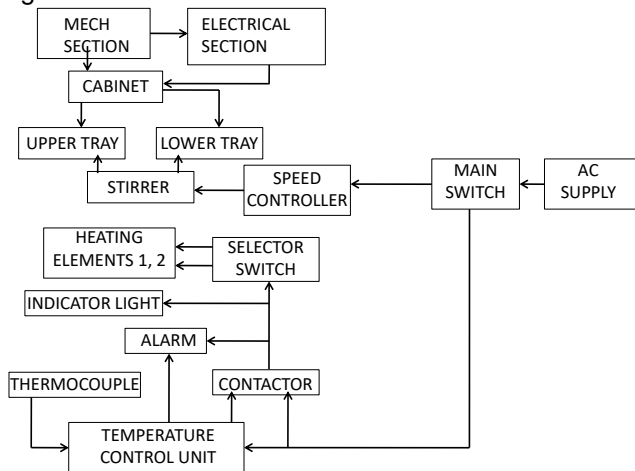 MECH
SECTION
ELECTRICAL
SECTION
CABINET
UPPER TRAY
LOWER TRAY
STIRRER
SPEED
CONTROLLER
MAIN
SWITCH
AC
SUPPLY
HEATING
ELEMENTS 1, 2
SELECTOR
SWITCH
INDICATOR LIGHT
ALARM
THERMOCOUPLE
CONTACTOR
TEMPERATURE
CONTROL UNIT